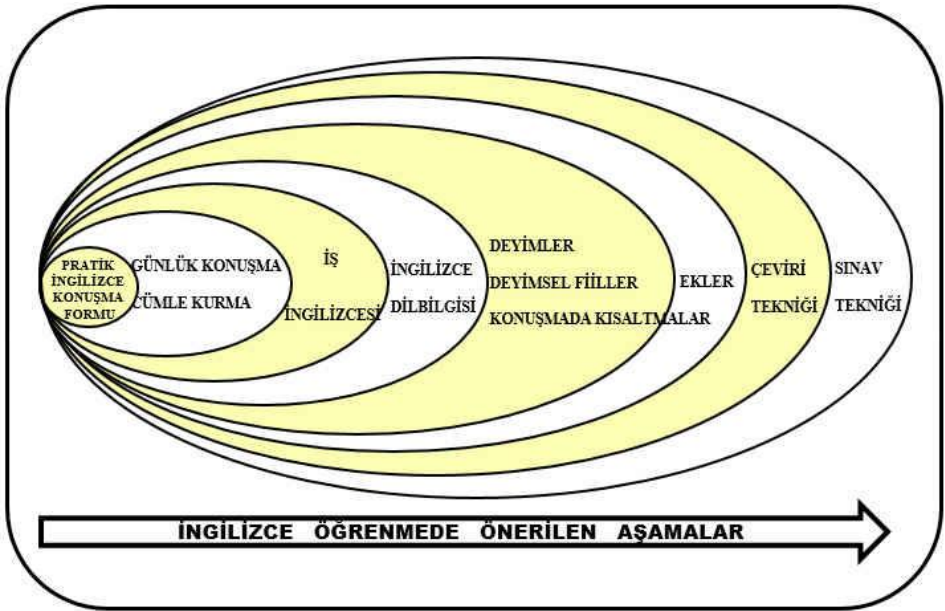 PRATİK
İNGİLİZCE
KONUŞMA
FORMU
GÜNLÜK KONUŞMA
CÜMLE KURMA
İŞ
İNGİLİZCESİ
İNGİLİZCE
DİLBİLGİSİ
DEYİMLER
DEYİMSEL FİİLLER
KONUŞMADA KISALTMALAR
EKLER
ÇEVİRİ
TEKNİĞİ
SINAV
TEKNİĞİ
İNGİLİZCE ÖĞRENMEDE ÖNERİLEN AŞAMALAR